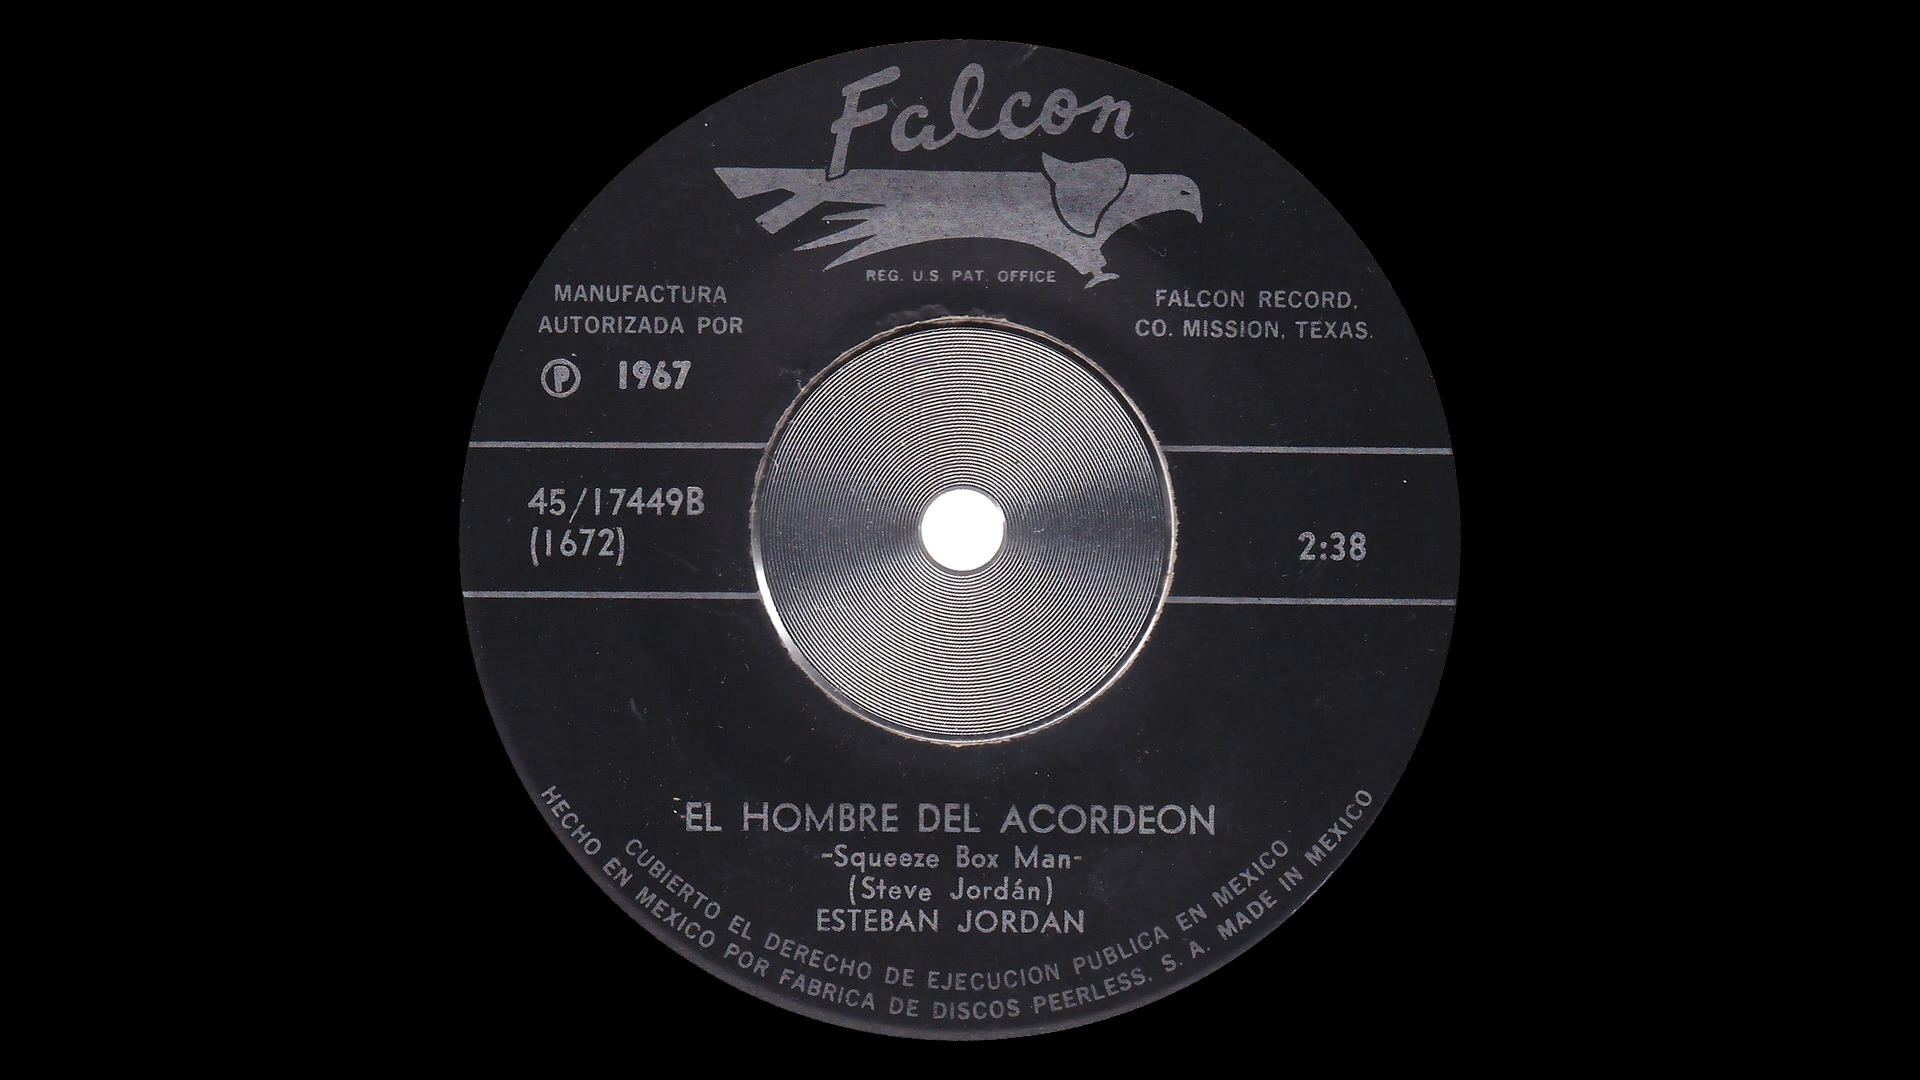 Falcon
REG. U.S. PAT. OFFICE
MANUFACTURA
AUTORIZADA POR
Ⓟ 1967
FALCON RECORD.
CO. MISSION, TEXAS.
45/17449B
(1672)
2:38
EL HOMBRE DEL ACORDEON
-Squeeze Box Man-
(Steve Jordán)
ESTEBAN JORDAN
CUBIERTO EL DERECHO DE EJECUCION PUBLICA EN MEXICO
HECHO EN MEXICO POR FABRICA DE DISCOS PEERLESS, S. A. MADE IN MEXICO